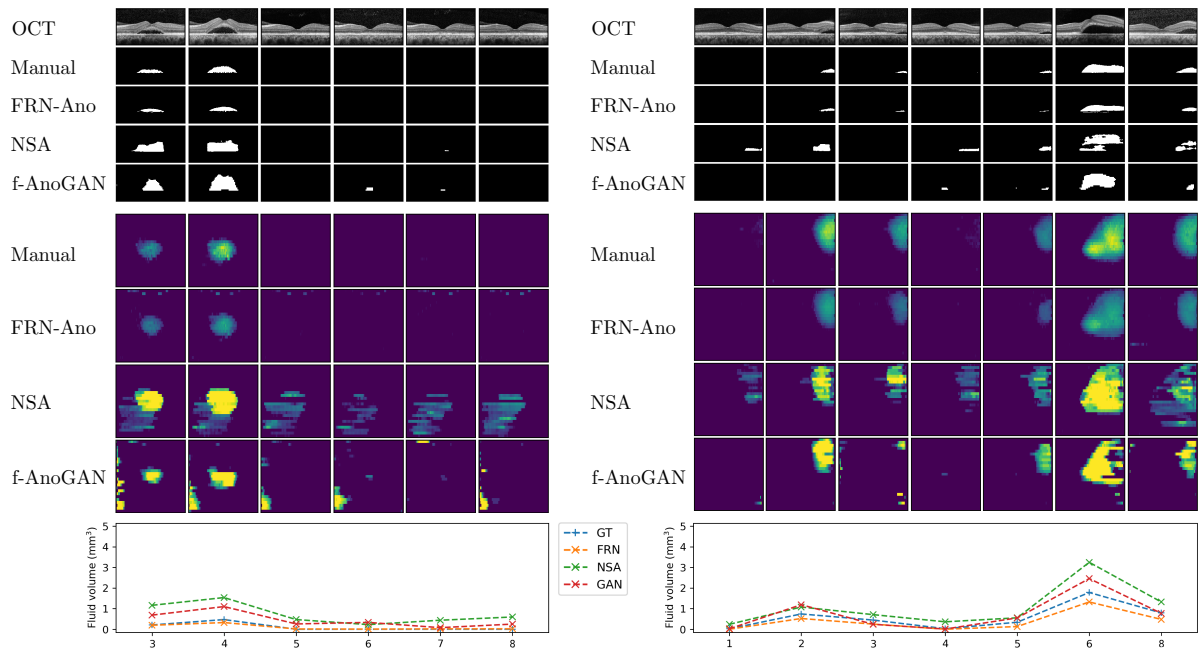 OCT
Manual
FRN-Ano
NSA
f-AnoGAN
Manual
FRN-Ano
NSA
f-AnoGAN
Fluid volume (mm³)
5
4
3
2
1
0
3 4 5 6 7 8
GT
FRN
NSA
GAN
OCT
Manual
FRN-Ano
NSA
f-AnoGAN
Manual
FRN-Ano
NSA
f-AnoGAN
Fluid volume (mm³)
5
4
3
2
1
0
1 2 3 4 5 6 8